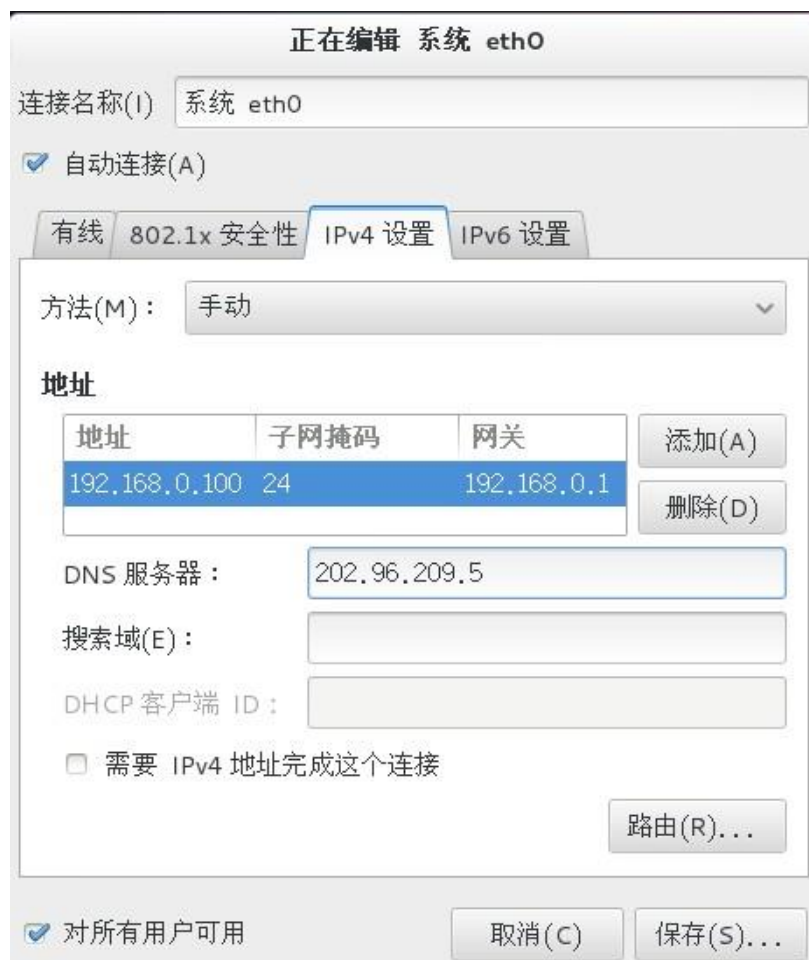 正在编辑 系统 eth0
连接名称(I) 系统 eth0
自动连接(A)
有线 802.1x 安全性 IPv4 设置 IPv6 设置
方法(M)： 手动
地址
地址 子网掩码 网关 添加(A)
192.168.0.100 24 192.168.0.1
删除(D)
DNS 服务器： 202.96.209.5
搜索域(E)：
DHCP 客户端 ID：
需要 IPv4 地址完成这个连接
路由(R)...
对所有用户可用 取消(C) 保存(S)...